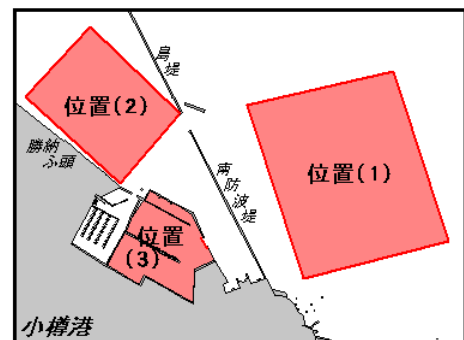 島堤
位置(2)
勝納
ふ頭
南防波堤
位置(1)
位置
(3)
小樽港